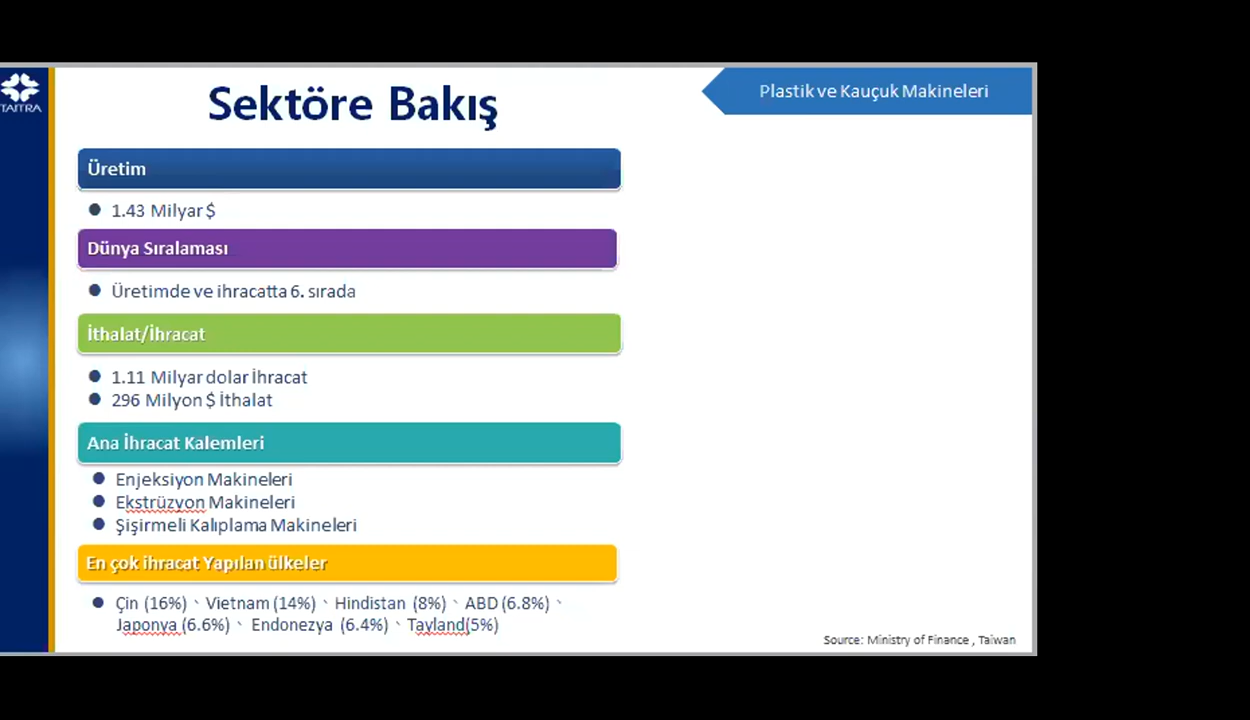 TAITRA
Sektöre Bakış
Plastik ve Kauçuk Makineleri
Üretim
1.43 Milyar $
Dünya Sıralaması
Üretimde ve ihracatta 6. sırada
İthalat/İhracat
1.11 Milyar dolar İhracat
296 Milyon $ İthalat
Ana İhracat Kalemleri
Enjeksiyon Makineleri
Ekstrüzyon Makineleri
Şişirmeli Kalıplama Makineleri
En çok ihracat Yapılan ülkeler
Çin (16%)、Vietnam (14%)、Hindistan (8%)、ABD (6.8%)、
Japonya (6.6%)、Endonezya (6.4%)、Tayland(5%)
Source: Ministry of Finance , Taiwan